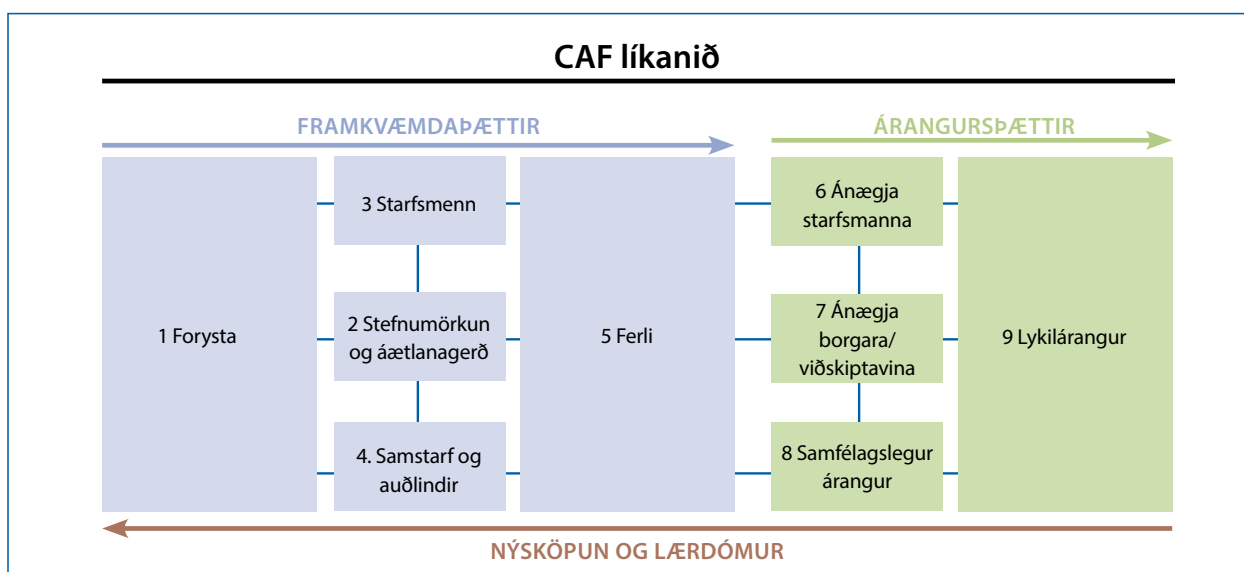 CAF líkanið
FRAMKVÆMDAÞÆTTIR
ÁRANGURSÞÆTTIR
1 Forysta
3 Starfsmenn
2 Stefnumörkun
og áætlanagerð
4. Samstarf og
auðlindir
5 Ferli
6 Ánægja
starfsmanna
7 Ánægja
borgara/
viðskiptavina
8 Samfélagslegur
árangur
9 Lykilárangur
NÝSKÖPUN OG LÆRDÓMUR